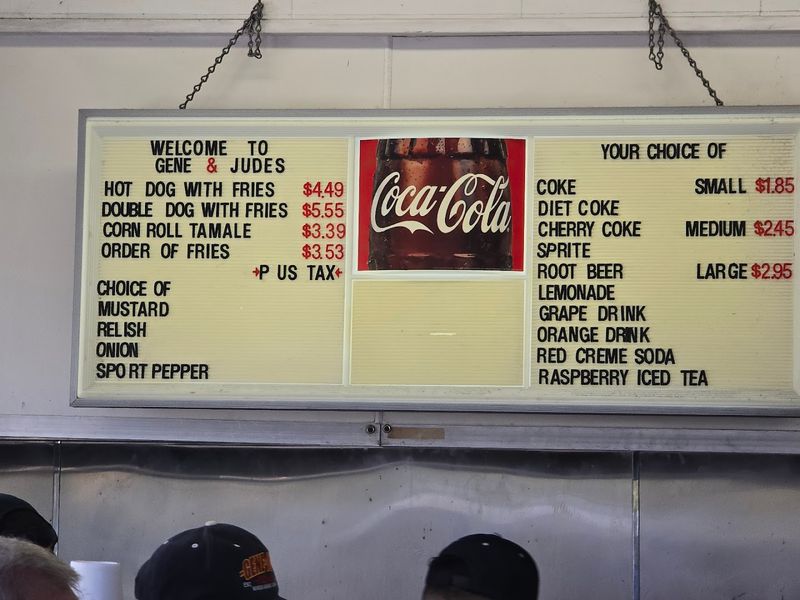 WELCOME TO
GENE & JUDES
HOT DOG WITH FRIES $4.49
DOUBLE DOG WITH FRIES $5.55
CORN ROLL TAMALE $3.39
ORDER OF FRIES $3.53
P US TAX
CHOICE OF
MUSTARD
RELISH
ONION
SPORT PEPPER
Coca-Cola
YOUR CHOICE OF
COKE SMALL $1.85
DIET COKE
CHERRY COKE MEDIUM $2.45
SPRITE
ROOT BEER LARGE $2.95
LEMONADE
GRAPE DRINK
ORANGE DRINK
RED CREME SODA
RASPBERRY ICED TEA